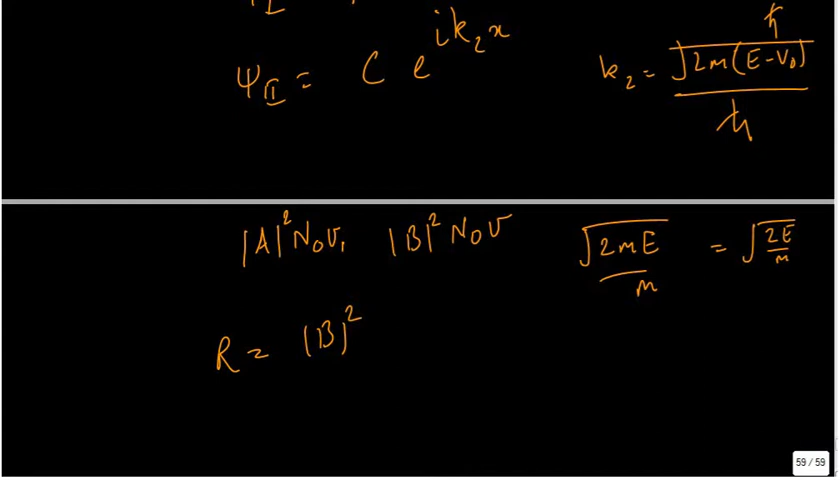 ψ_II = C e^{ik₂x} k₂ = √2m(E-V₀) / ħ
|A|² N₀v₁ |B|² N₀v √2mE / m = √2E/m
R = |B|²
59 / 59